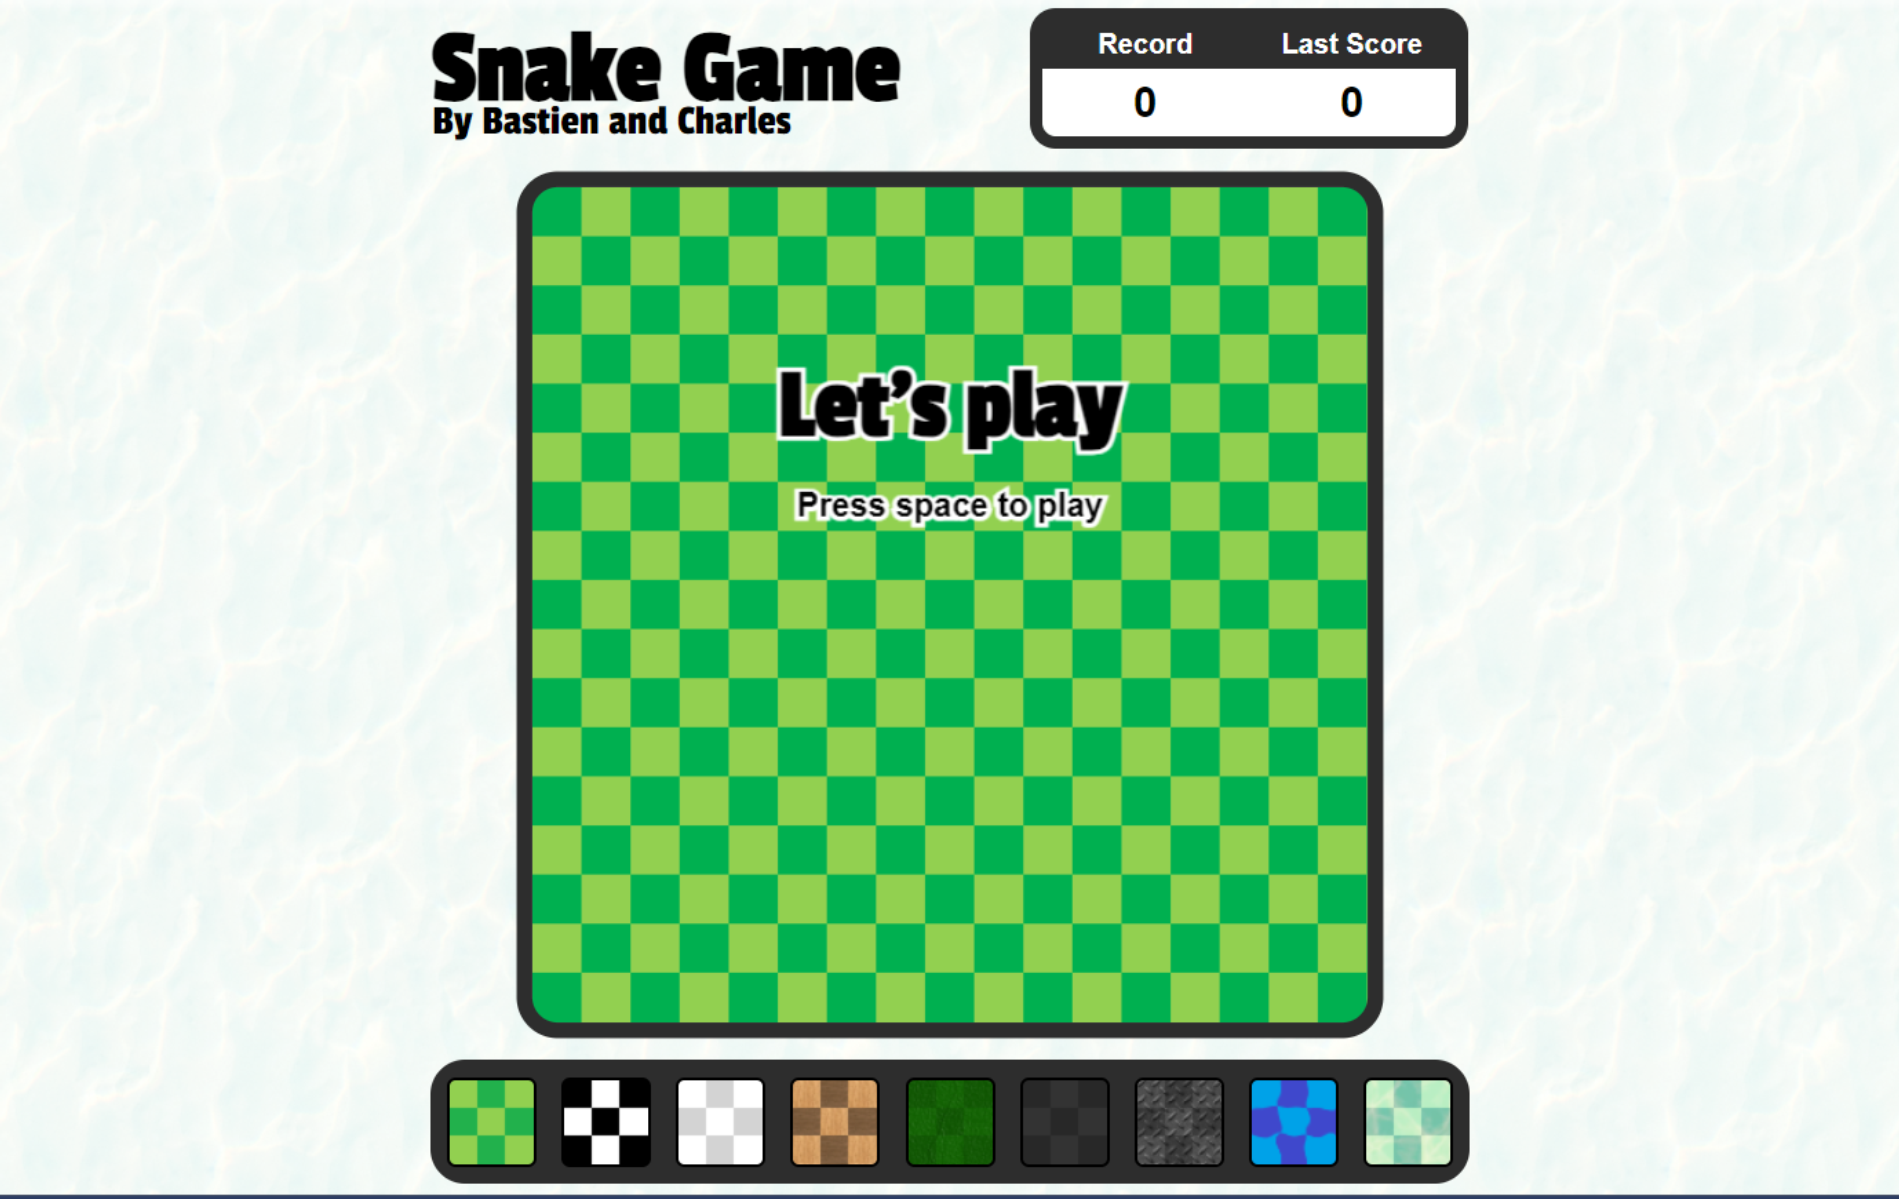 Snake Game
By Bastien and Charles
Record Last Score
0 0
Let's play
Press space to play